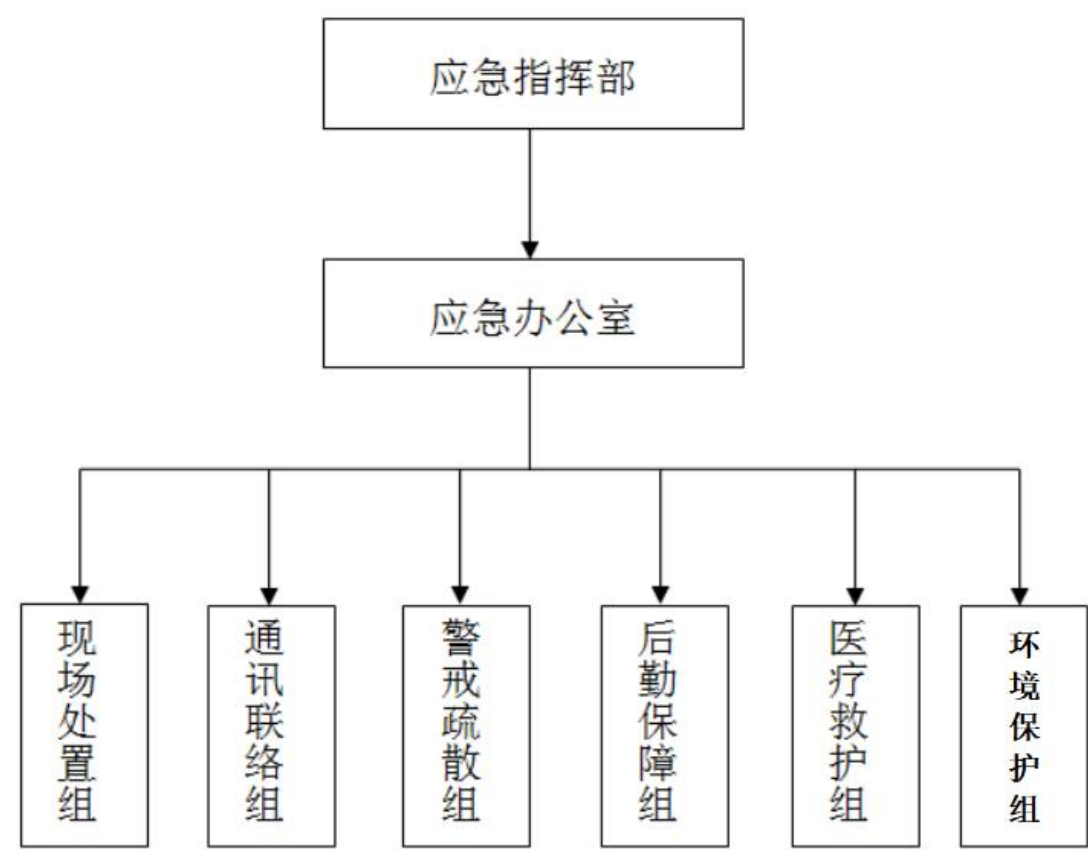 应急指挥部
应急办公室
现场处置组
通讯联络组
警戒疏散组
后勤保障组
医疗救护组
环境保护组